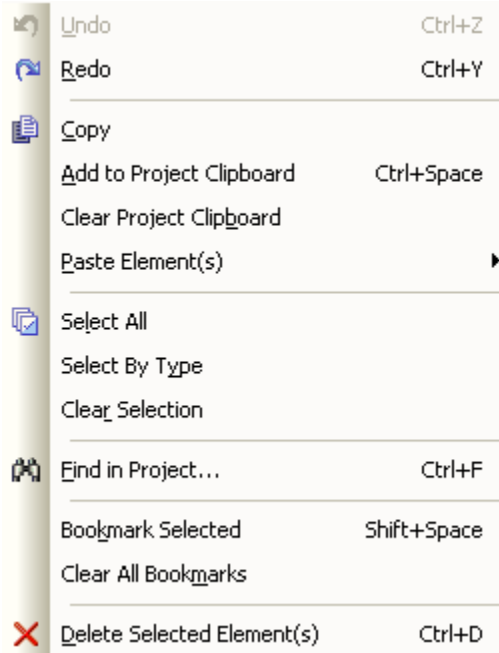 Undo Ctrl+Z
Redo Ctrl+Y
Copy
Add to Project Clipboard Ctrl+Space
Clear Project Clipboard
Paste Element(s)
Select All
Select By Type
Clear Selection
Find in Project... Ctrl+F
Bookmark Selected Shift+Space
Clear All Bookmarks
Delete Selected Element(s) Ctrl+D